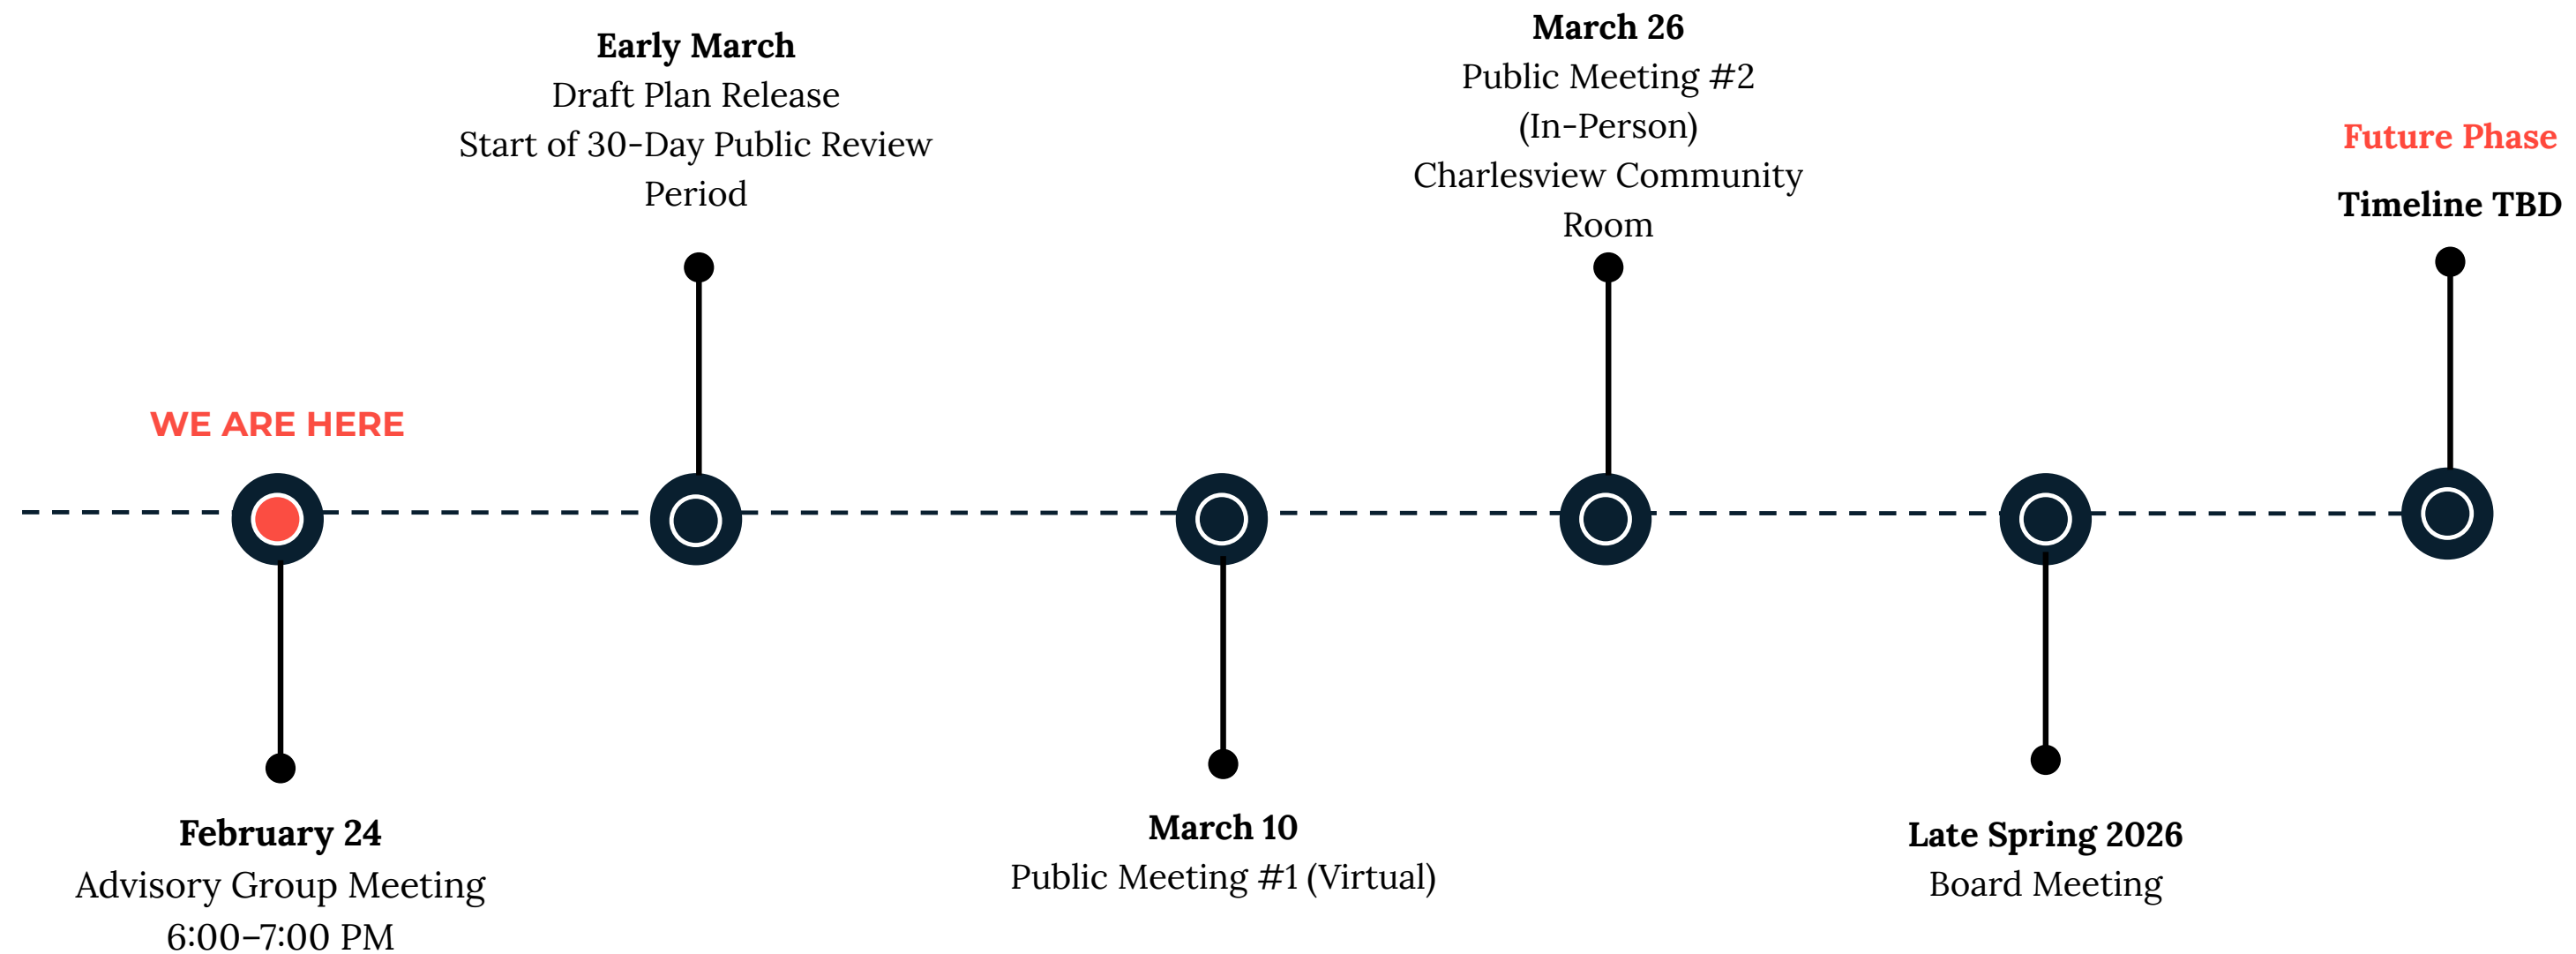 Early March
Draft Plan Release
Start of 30-Day Public Review
Period
March 26
Public Meeting #2
(In-Person)
Charlesview Community
Room
Future Phase
Timeline TBD
WE ARE HERE
February 24
Advisory Group Meeting
6:00–7:00 PM
March 10
Public Meeting #1 (Virtual)
Late Spring 2026
Board Meeting